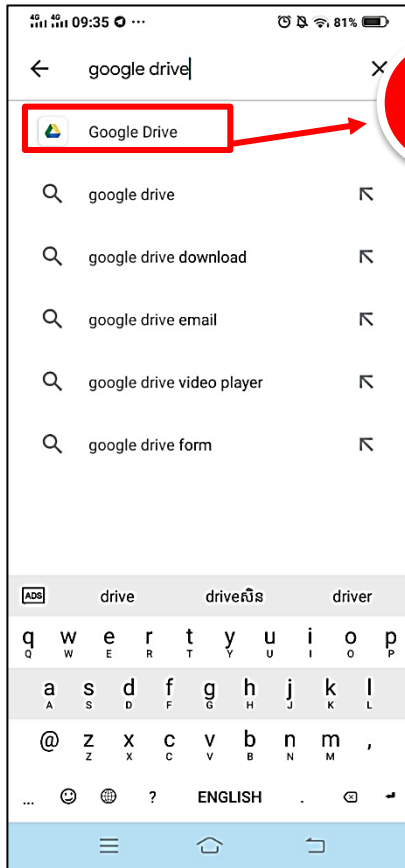 4G 4G 09:35 ··· 81%
google drive
Google Drive
google drive
google drive download
google drive email
google drive video player
google drive form
ADS drive driveសិន driver
q w e r t y u i o p
Q W E R T Y U I O P
a s d f g h j k l
A S D F G H J K L
@ z x c v b n m ,
Z X C V B N M
... ? ENGLISH .